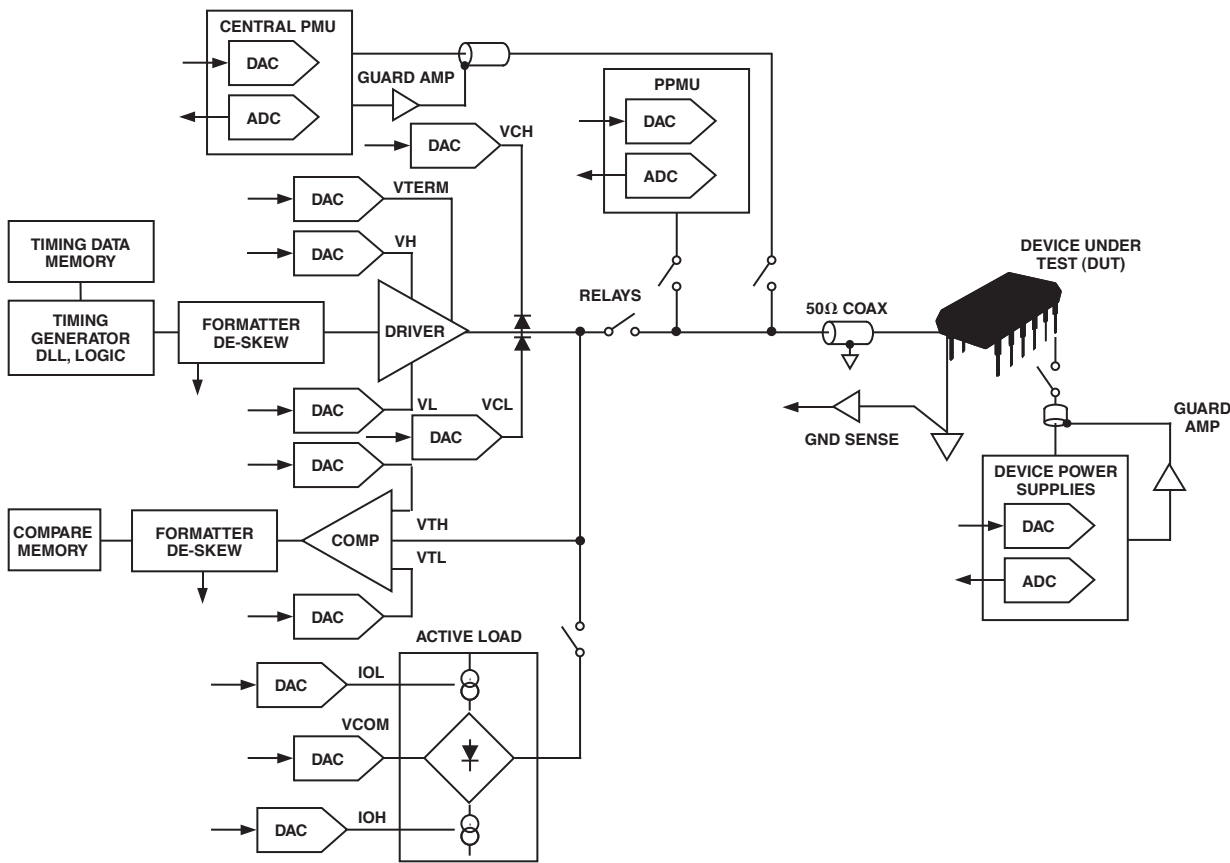 CENTRAL PMU
DAC
ADC
GUARD AMP
PPMU
DAC
ADC
VCH
DAC
VTERM
DAC
VH
DAC
TIMING DATA
MEMORY
TIMING
GENERATOR
DLL, LOGIC
FORMATTER
DE-SKEW
DRIVER
RELAYS
50Ω COAX
DEVICE UNDER
TEST (DUT)
VL
DAC
VCL
DAC
GND SENSE
GUARD
AMP
DAC
VTH
COMPARE
MEMORY
FORMATTER
DE-SKEW
COMP
VTL
DAC
DEVICE POWER
SUPPLIES
DAC
ADC
ACTIVE LOAD
IOL
DAC
VCOM
DAC
IOH
DAC